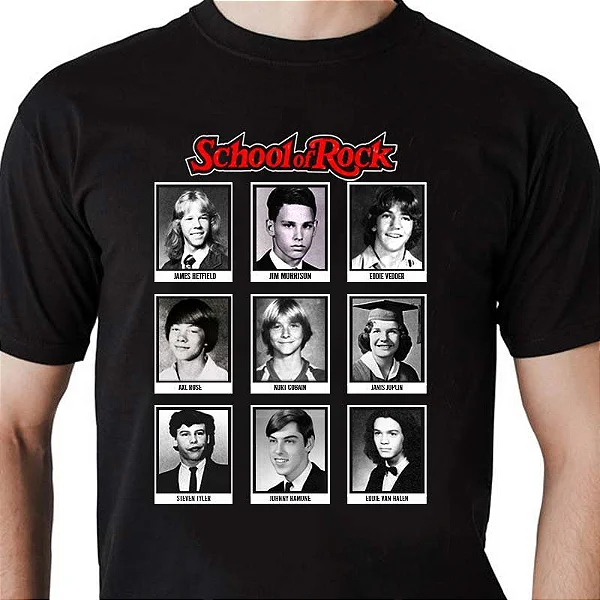 School of Rock
JAMES HETFIELD
JIM MORRISON
EDDIE VEDDER
AXL ROSE
KURT COBAIN
JANIS JOPLIN
STEVEN TYLER
JOHNNY RAMONE
EDDIE VAN HALEN